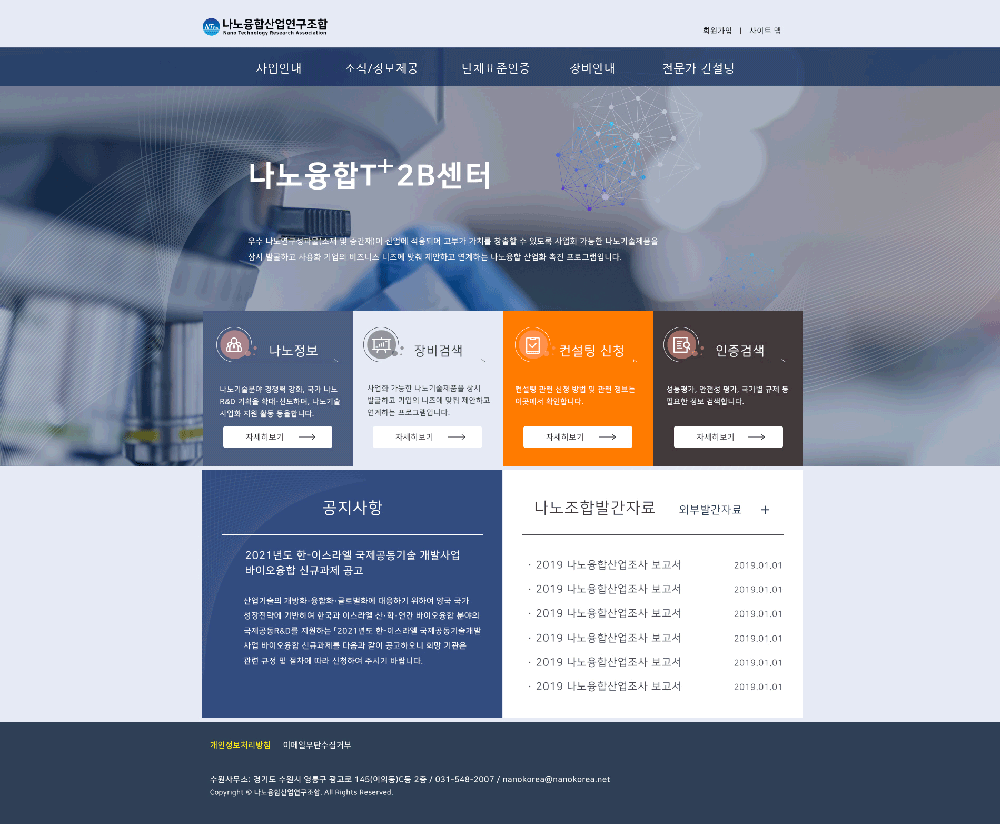 나노융합산업연구조합
Nano Technology Research Association
회원가입 | 사이트 맵
사업안내 소식/정보제공 단체표준인증 장비안내 전문가 컨설팅
나노융합T+2B센터
우수 나노연구성과물(소재 및 중간재)이 산업에 적용되어 고부가 가치를 창출할 수 있도록 사업화 가능한 나노기술제품을
상시 발굴하고 사용화 기업의 비즈니스 니즈에 맞춰 제안하고 연계하는 나노융합 산업화 촉진 프로그램입니다.
나노정보
나노기술분야 경쟁력 강화, 국가 나노
R&D 기획을 확대·선도하며, 나노기술
사업화 지원 활동 등을합니다.
자세히보기
장비검색
사업화 가능한 나노기술제품을 상시
발굴하고 기업의 니즈에 맞춰 제안하고
연계하는 프로그램입니다.
자세히보기
컨설팅 신청
컨설팅 관련 신청 방법 및 관련 정보는
이곳에서 확인합니다.
자세히보기
인증검색
성능평가, 안전성 평가, 국가별 규제 등
필요한 정보 검색합니다.
자세히보기
공지사항
2021년도 한-이스라엘 국제공동기술 개발사업
바이오융합 신규과제 공고
산업기술의 개방화·융합화·글로벌화에 대응하기 위하여 양국 국가
성장전략에 기반하여 한국과 이스라엘 산·학·연간 바이오융합 분야의
국제공동R&D를 지원하는 「2021년도 한-이스라엘 국제공동기술개발
사업 바이오융합 신규과제를 다음과 같이 공고하오니 희망 기관은
관련 규정 및 절차에 따라 신청하여 주시기 바랍니다.
나노조합발간자료 외부발간자료 +
· 2019 나노융합산업조사 보고서 2019.01.01
· 2019 나노융합산업조사 보고서 2019.01.01
· 2019 나노융합산업조사 보고서 2019.01.01
· 2019 나노융합산업조사 보고서 2019.01.01
· 2019 나노융합산업조사 보고서 2019.01.01
· 2019 나노융합산업조사 보고서 2019.01.01
개인정보처리방침 이메일무단수집거부
수원사무소: 경기도 수원시 영통구 광교로 145(이의동)C동 2층 / 031-548-2007 / nanokorea@nanokorea.net
Copyright © 나노융합산업연구조합. All Rights Reserved.